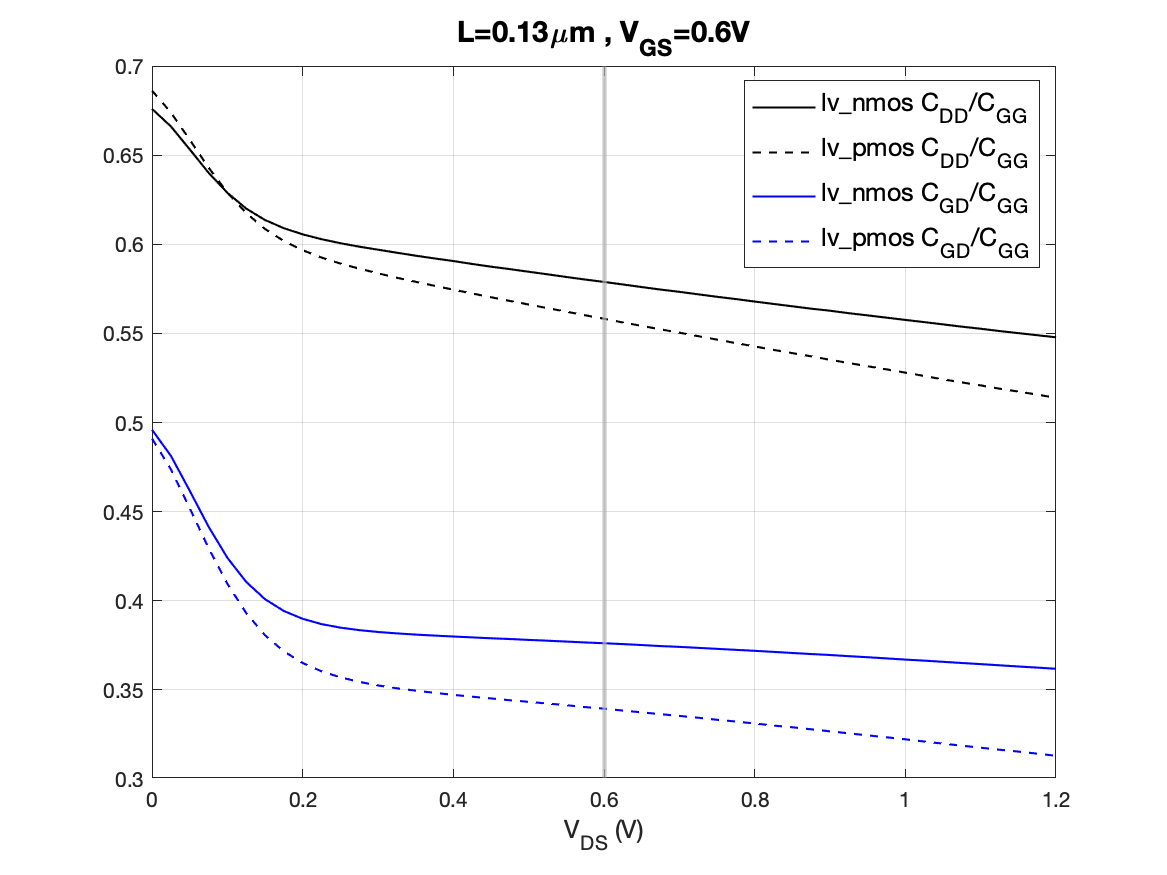 L=0.13μm , V_GS=0.6V
0.7
0.65
0.6
0.55
0.5
0.45
0.4
0.35
0.3
lv_nmos C_DD/C_GG
lv_pmos C_DD/C_GG
lv_nmos C_GD/C_GG
lv_pmos C_GD/C_GG
0 0.2 0.4 0.6 0.8 1 1.2
V_DS (V)